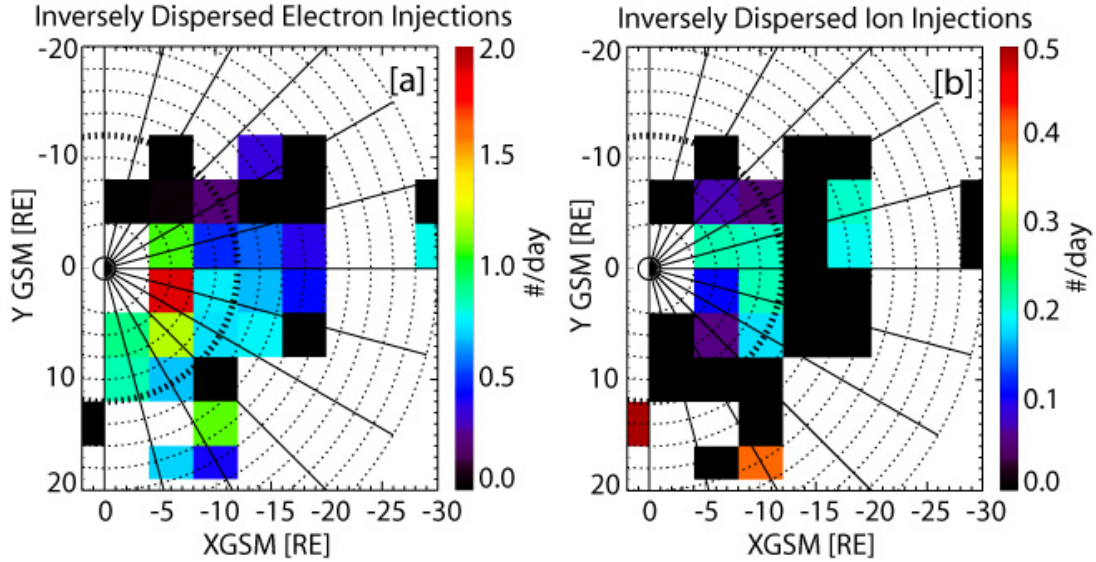 Inversely Dispersed Electron Injections
-20
-10
0
10
20
Y GSM [RE]
[a]
0 -5 -10 -15 -20 -25 -30
XGSM [RE]
2.0
1.5
1.0
0.5
0.0
#/day
Inversely Dispersed Ion Injections
-20
-10
0
10
20
Y GSM [RE]
[b]
0 -5 -10 -15 -20 -25 -30
XGSM [RE]
0.5
0.4
0.3
0.2
0.1
0.0
#/day